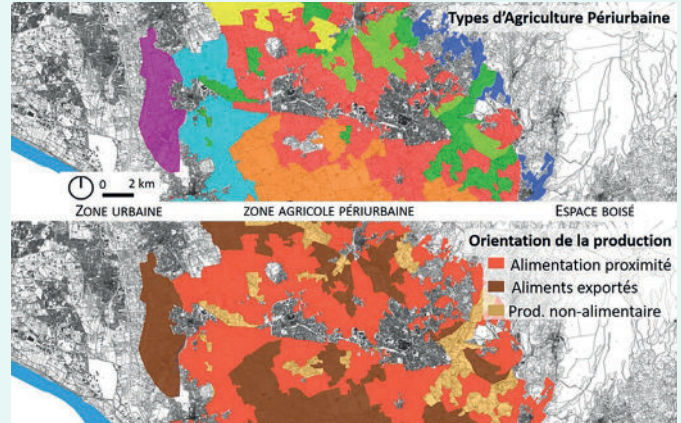 Types d'Agriculture Périurbaine
0 2 km
ZONE URBAINE
ZONE AGRICOLE PÉRIURBAINE
ESPACE BOISÉ
Orientation de la production
Alimentation proximité
Aliments exportés
Prod. non-alimentaire